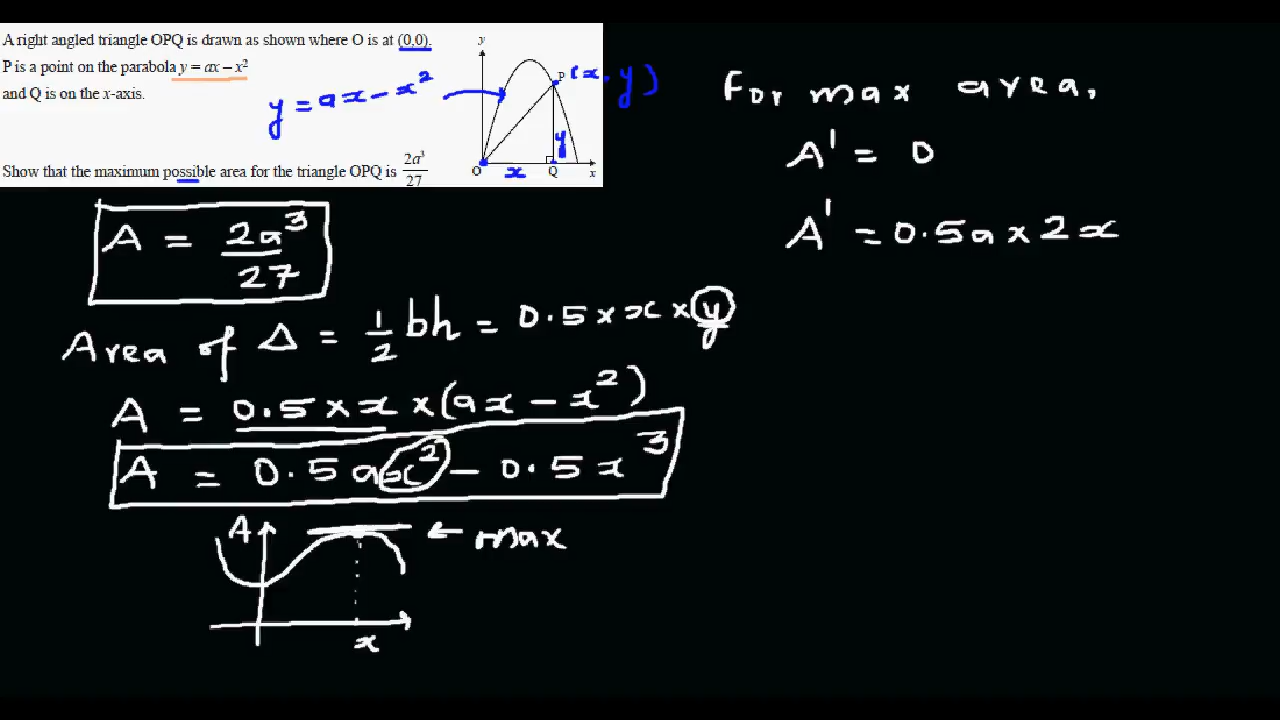 A right angled triangle OPQ is drawn as shown where O is at (0,0).
P is a point on the parabola y = ax – x²
and Q is on the x-axis.
y = ax – x²
Show that the maximum possible area for the triangle OPQ is 2a³/27
y
P (x, y)
y
O x Q x
A = 2a³/27
Area of Δ = 1/2 bh = 0.5 × x × y
A = 0.5 × x × (ax – x²)
A = 0.5ax² – 0.5x³
A
← max
x
For max area,
A' = 0
A' = 0.5a × 2x